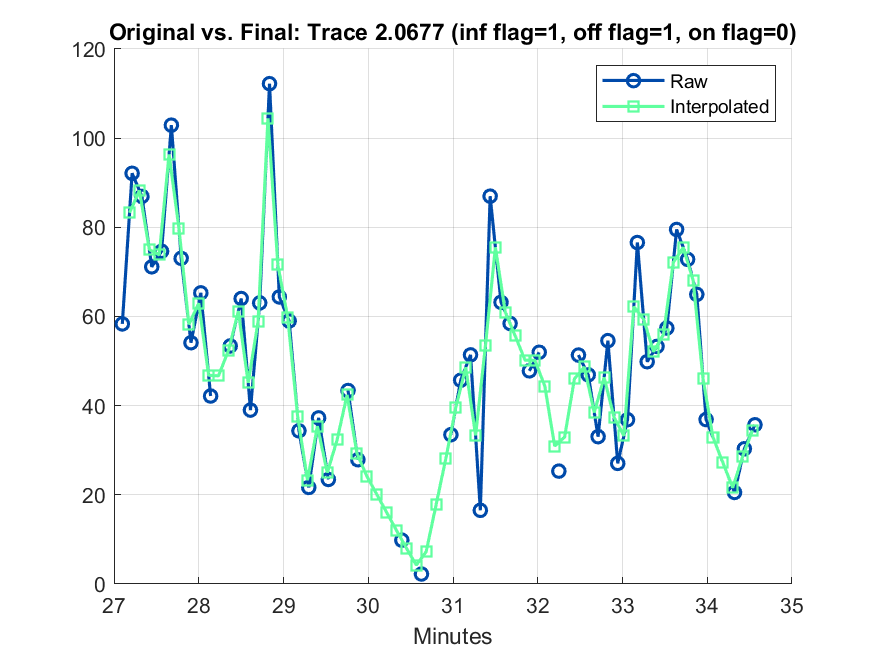 Original vs. Final: Trace 2.0677 (inf flag=1, off flag=1, on flag=0)
120
100
80
60
40
20
0
Raw
Interpolated
27 28 29 30 31 32 33 34 35
Minutes